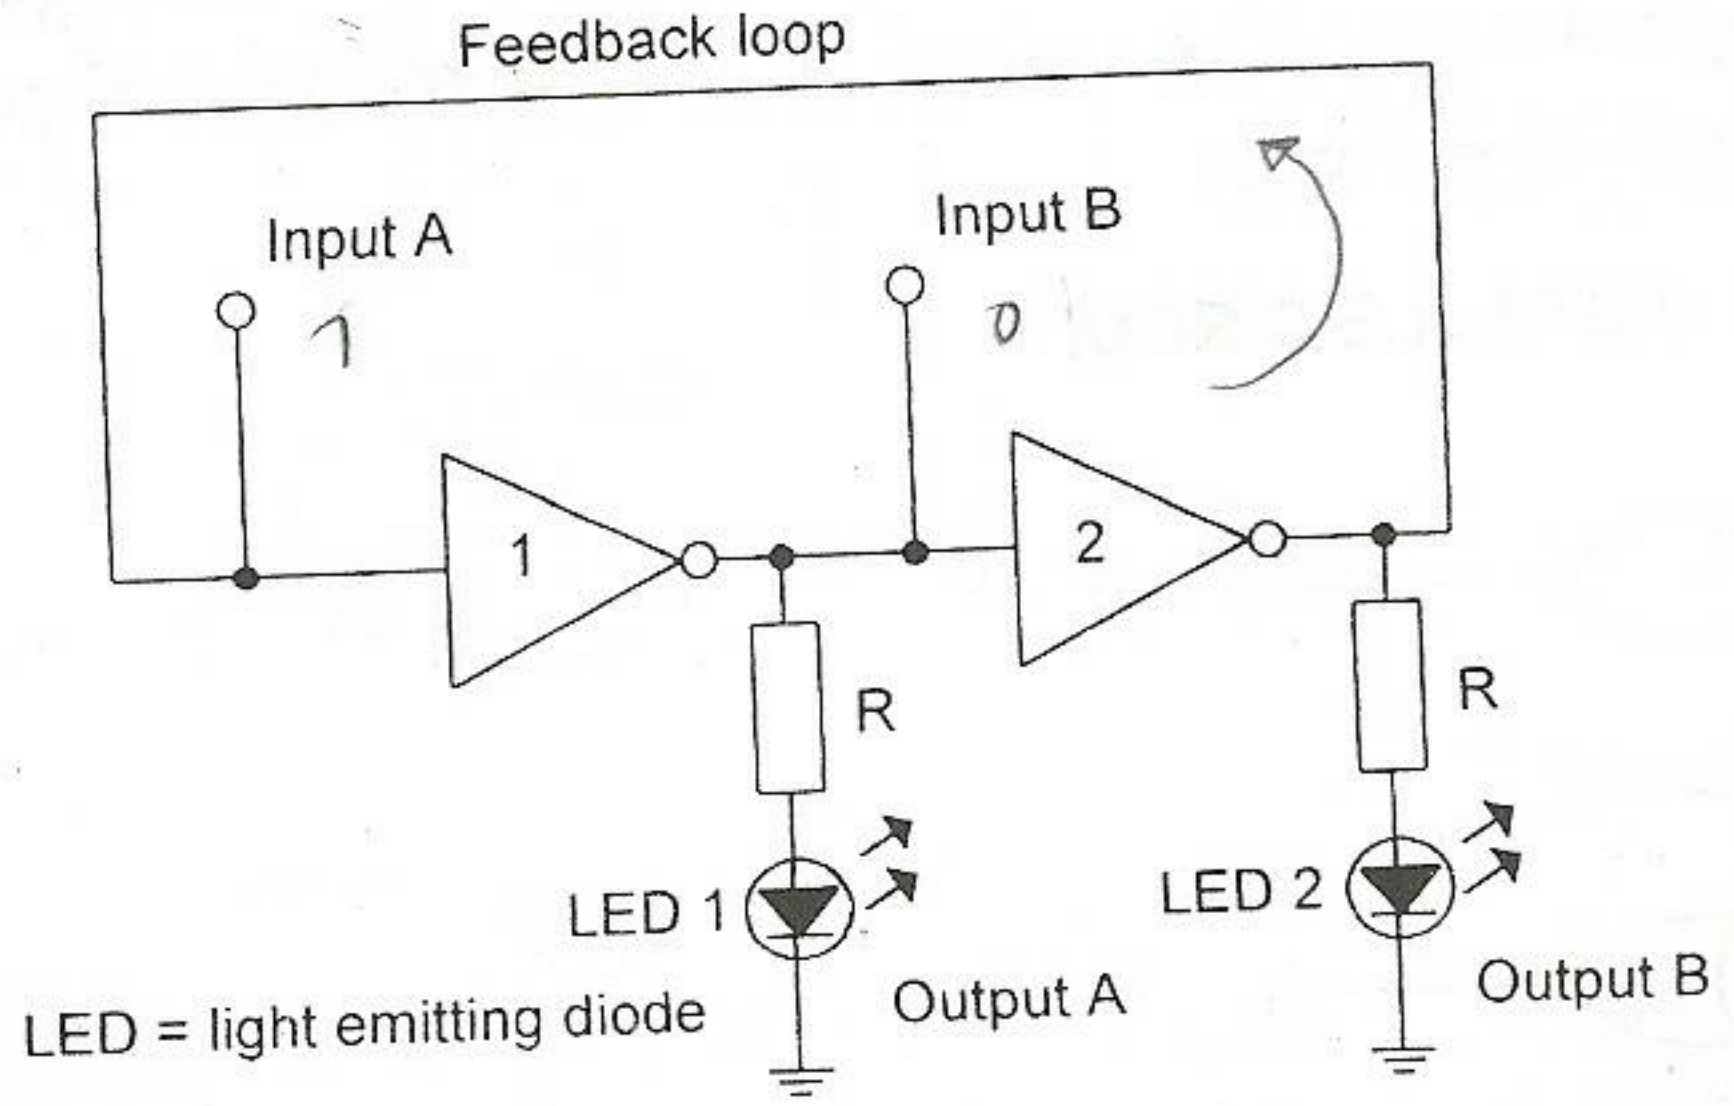 Feedback loop
Input A
Input B
1
0
1
2
R
R
LED 1
LED 2
Output A
Output B
LED = light emitting diode